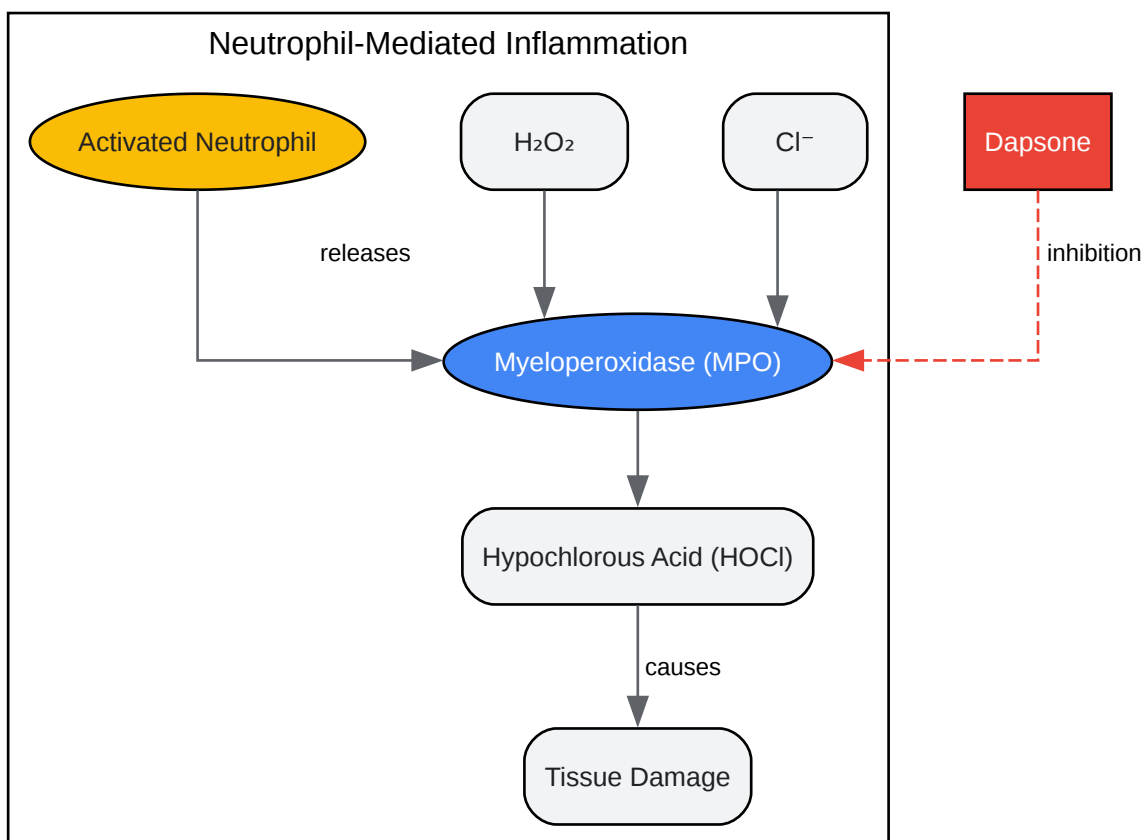 Neutrophil-Mediated Inflammation
Activated Neutrophil
H₂O₂
Cl⁻
Dapsone
releases
inhibition
Myeloperoxidase (MPO)
Hypochlorous Acid (HOCl)
causes
Tissue Damage